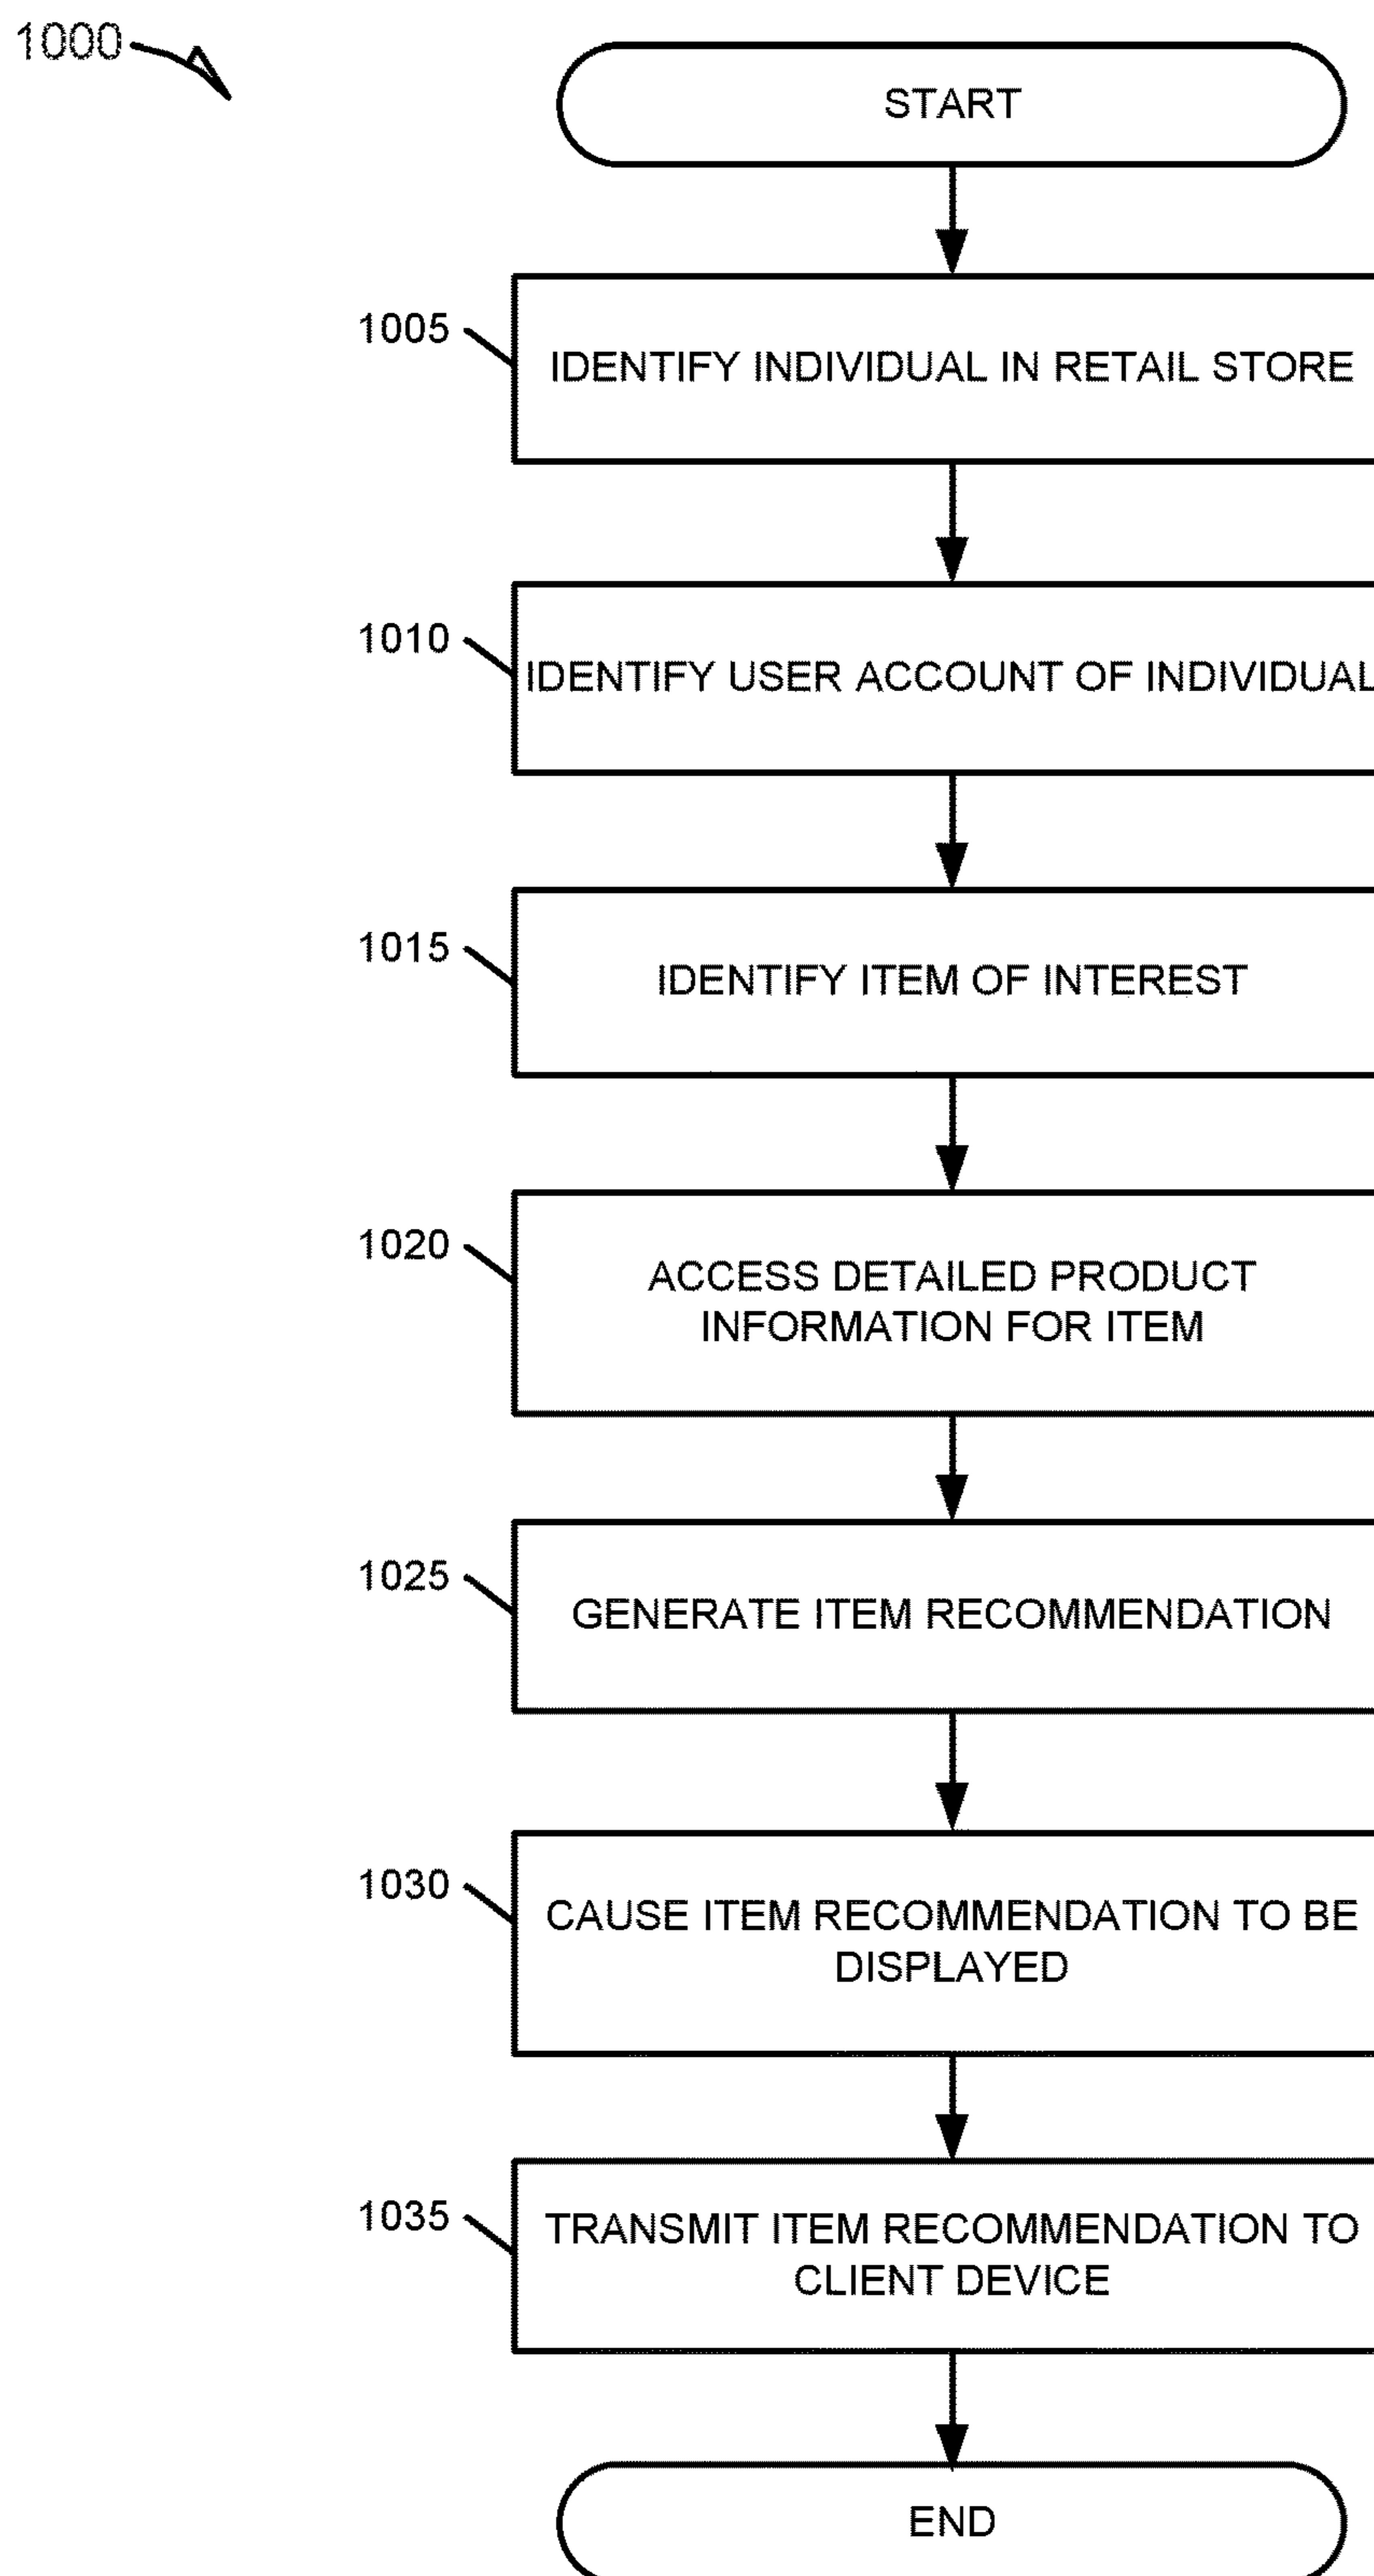 1000
START
1005
IDENTIFY INDIVIDUAL IN RETAIL STORE
1010
IDENTIFY USER ACCOUNT OF INDIVIDUAL
1015
IDENTIFY ITEM OF INTEREST
1020
ACCESS DETAILED PRODUCT
INFORMATION FOR ITEM
1025
GENERATE ITEM RECOMMENDATION
1030
CAUSE ITEM RECOMMENDATION TO BE
DISPLAYED
1035
TRANSMIT ITEM RECOMMENDATION TO
CLIENT DEVICE
END